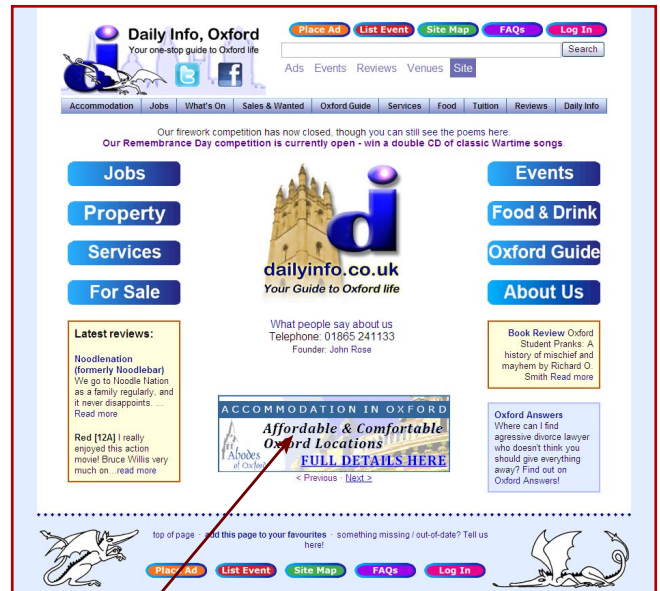 Daily Info, Oxford
Your one-stop guide to Oxford life
Place Ad List Event Site Map FAQs Log In
Search
Ads Events Reviews Venues Site
Accommodation Jobs What's On Sales & Wanted Oxford Guide Services Food Tuition Reviews Daily Info
Our firework competition has now closed, though you can still see the poems here.
Our Remembrance Day competition is currently open - win a double CD of classic Wartime songs.
Jobs
Property
Services
For Sale
di
dailyinfo.co.uk
Your Guide to Oxford life
Events
Food & Drink
Oxford Guide
About Us
What people say about us
Telephone: 01865 241133
Founder: John Rose
Latest reviews:
Noodlenation
(formerly Noodlebar)
We go to Noodle Nation
as a family regularly, and
it never disappoints. ...
Read more
Red [12A] I really
enjoyed this action
movie! Bruce Willis very
much on...read more
ACCOMMODATION IN OXFORD
Affordable & Comfortable
Oxford Locations
Abodes
of Oxford
FULL DETAILS HERE
< Previous · Next >
Book Review Oxford
Student Pranks: A
history of mischief and
mayhem by Richard O.
Smith Read more
Oxford Answers
Where can I find
agressive divorce lawyer
who doesn't think you
should give everything
away? Find out on
Oxford Answers!
top of page · add this page to your favourites · something missing / out-of-date? Tell us
here!
Place Ad List Event Site Map FAQs Log In